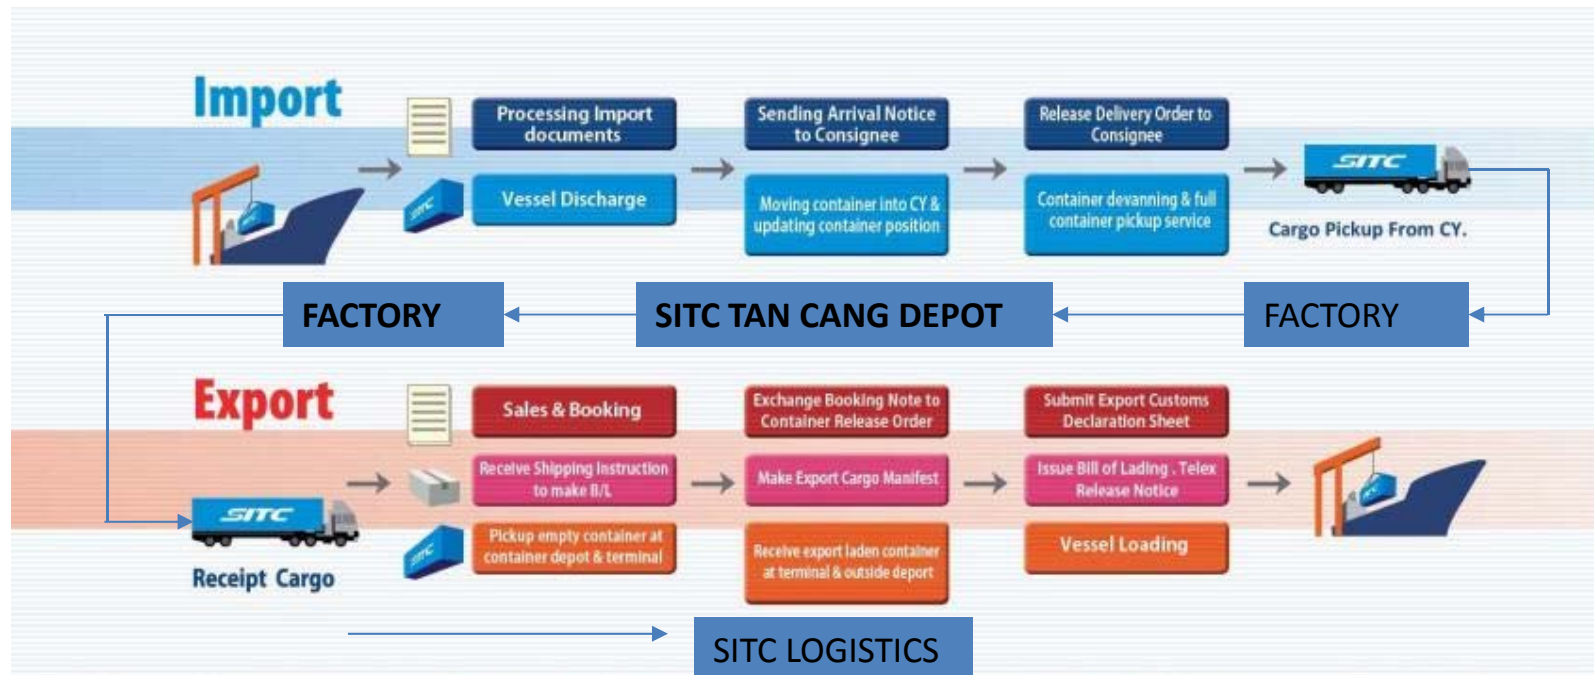 Import
Processing Import
documents
Sending Arrival Notice
to Consignee
Release Delivery Order to
Consignee
SITC
SITC
SITC
Vessel Discharge
Moving container into CY &
updating container position
Container devanning & full
container pickup service
Cargo Pickup From CY.
FACTORY
SITC TAN CANG DEPOT
FACTORY
Export
Sales & Booking
Exchange Booking Note to
Container Release Order
Submit Export Customs
Declaration Sheet
Receive Shipping Instruction
to make B/L
Make Export Cargo Manifest
Issue Bill of Lading . Telex
Release Notice
SITC
SITC
SITC
Receipt Cargo
Pickup empty container at
container depot & terminal
Receive export laden container
at terminal & outside deport
Vessel Loading
SITC LOGISTICS